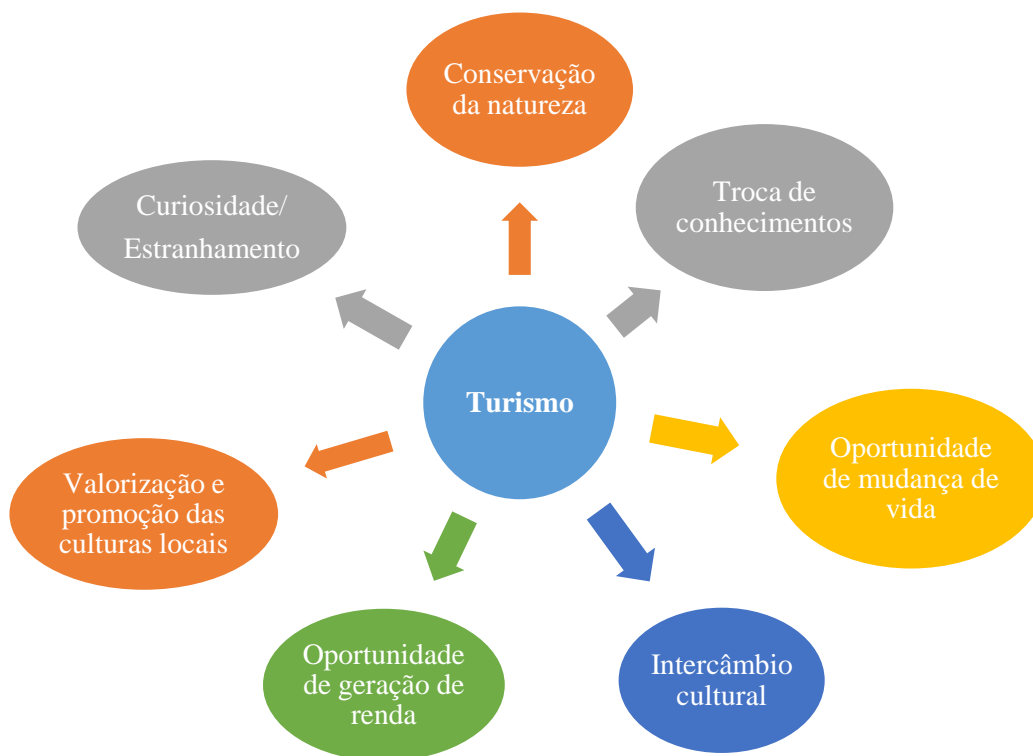 Conservação
da natureza
Troca de
conhecimentos
Curiosidade/
Estranhamento
Turismo
Oportunidade
de mudança de
vida
Valorização e
promoção das
culturas locais
Oportunidade
de geração de
renda
Intercâmbio
cultural